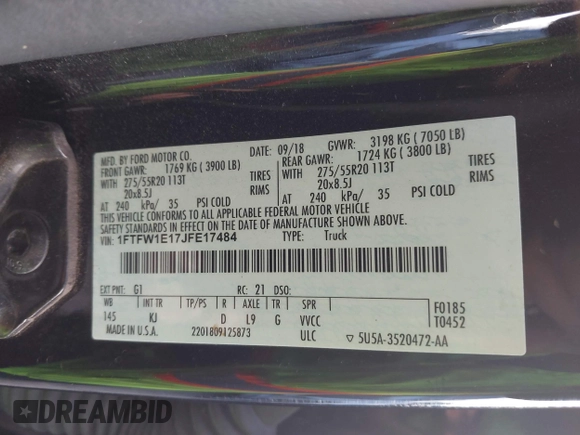 MFD. BY FORD MOTOR CO.
DATE: 09/18 GVWR: 3198 KG ( 7050 LB)
FRONT GAWR: 1769 KG ( 3900 LB) REAR GAWR: 1724 KG ( 3800 LB)
WITH 275/55R20 113T TIRES WITH 275/55R20 113T TIRES
20x8.5J RIMS 20x8.5J RIMS
AT 240 kPa/ 35 PSI COLD AT 240 kPa/ 35 PSI COLD
THIS VEHICLE CONFORMS TO ALL APPLICABLE FEDERAL MOTOR VEHICLE
SAFETY STANDARDS IN EFFECT ON THE DATE OF MANUFACTURE SHOWN ABOVE.
VIN: 1FTFW1E17JFE17484 TYPE: Truck
EXT PNT: G1 RC: 21 DSO:
WB INT TR TP/PS R AXLE TR SPR F0185
145 KJ D L9 G VVCC T0452
MADE IN U.S.A. 2201809125873 ULC 5U5A-3520472-AA
DREAMBID